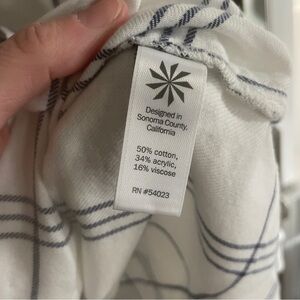 Designed in
Sonoma County,
California
50% cotton,
34% acrylic,
16% viscose
RN #54023